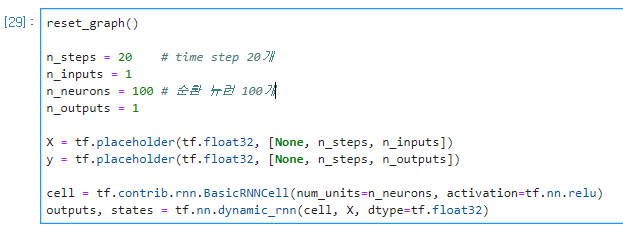 [29]: reset_graph()
n_steps = 20    # time step 20개
n_inputs = 1
n_neurons = 100 # 순환 뉴런 100개
n_outputs = 1
X = tf.placeholder(tf.float32, [None, n_steps, n_inputs])
y = tf.placeholder(tf.float32, [None, n_steps, n_outputs])
cell = tf.contrib.rnn.BasicRNNCell(num_units=n_neurons, activation=tf.nn.relu)
outputs, states = tf.nn.dynamic_rnn(cell, X, dtype=tf.float32)